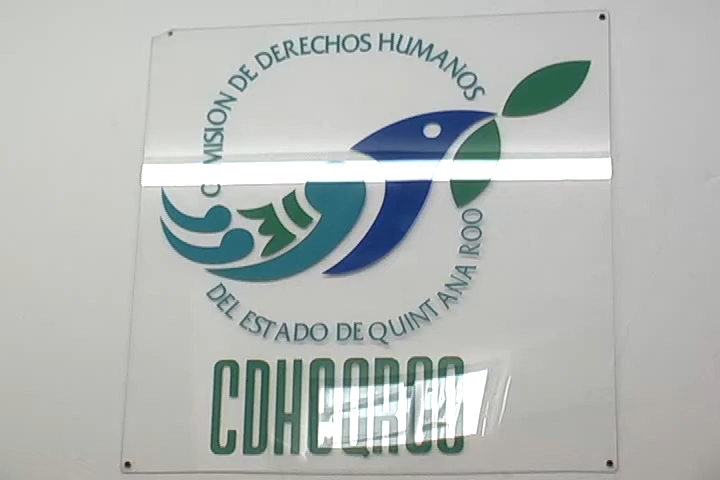 COMISION DE DERECHOS HUMANOS
DEL ESTADO DE QUINTANA ROO
CDHEQROO